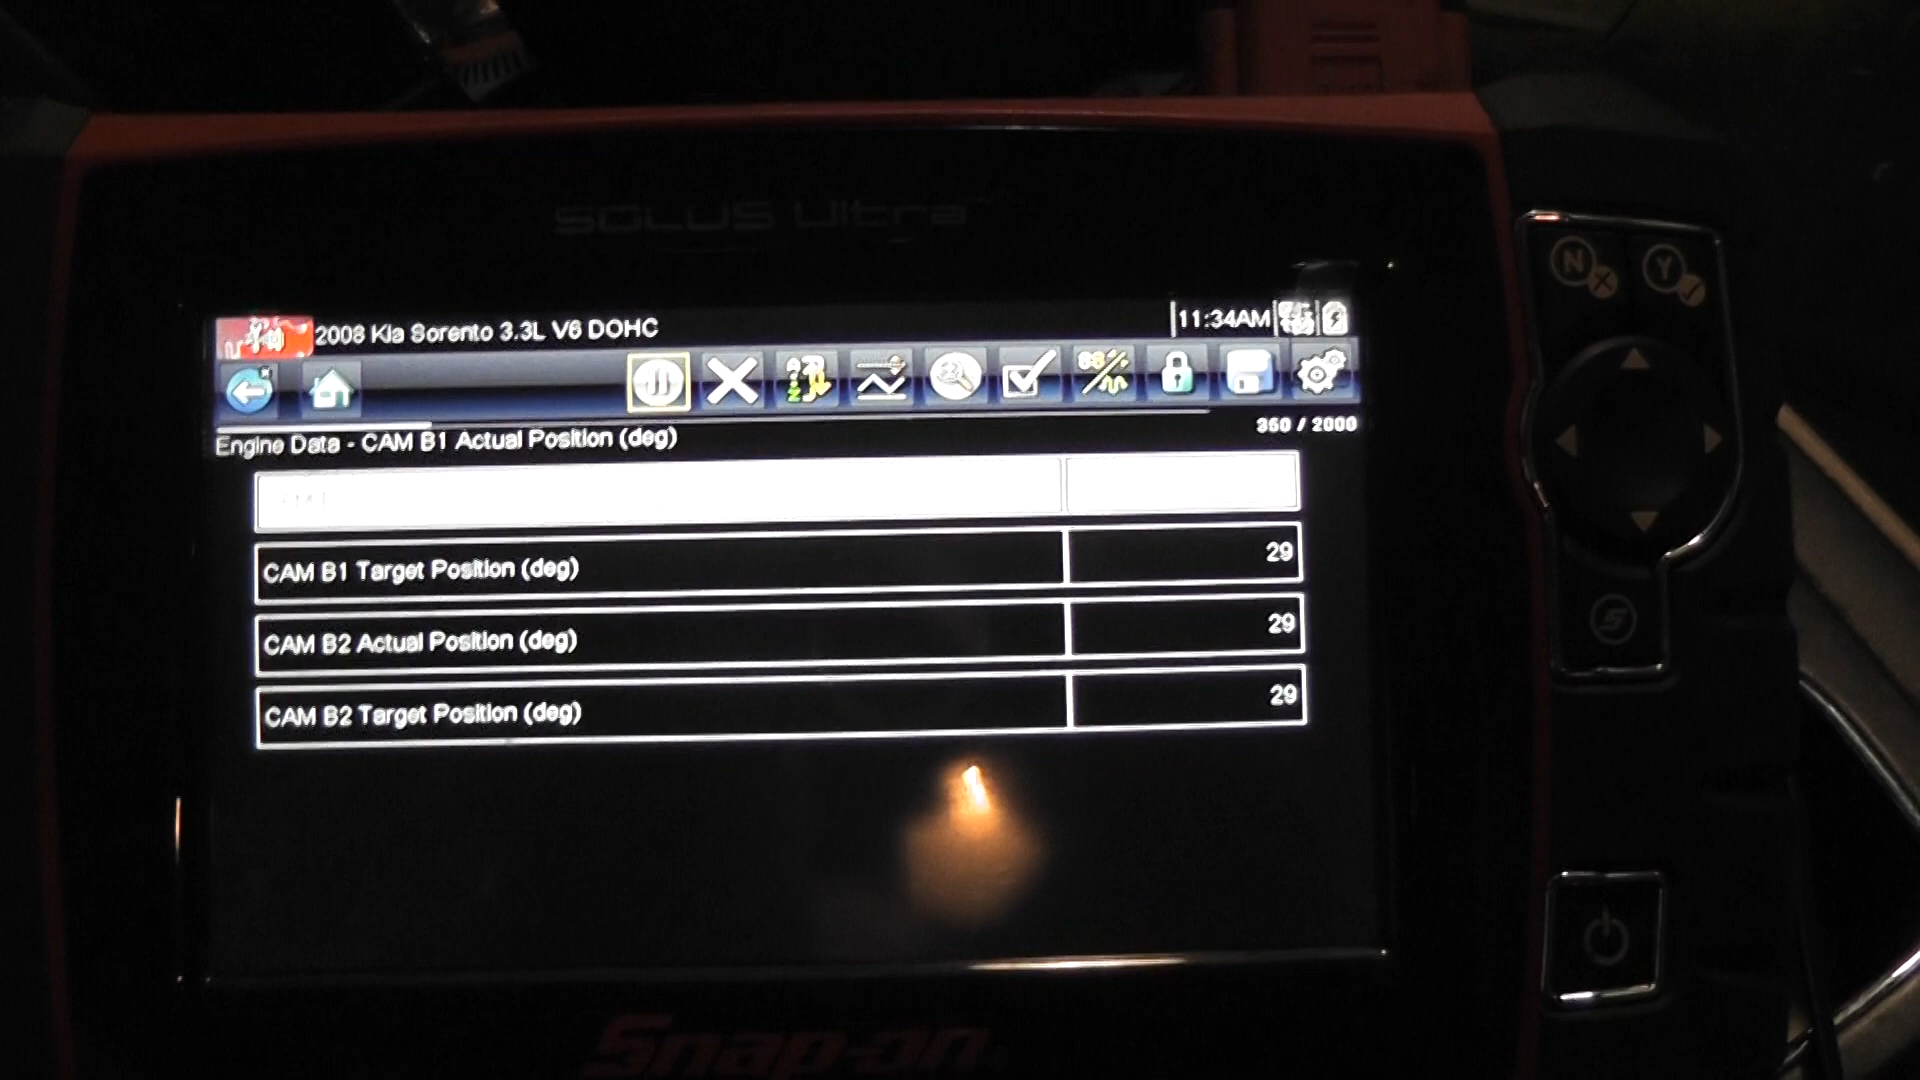 SOLUS Ultra
2008 Kia Sorento 3.3L V6 DOHC
11:34AM
Engine Data - CAM B1 Actual Position (deg)
360 / 2000
CAM B1 Target Position (deg) 29
CAM B2 Actual Position (deg) 29
CAM B2 Target Position (deg) 29
N
Y
S
Snap-on